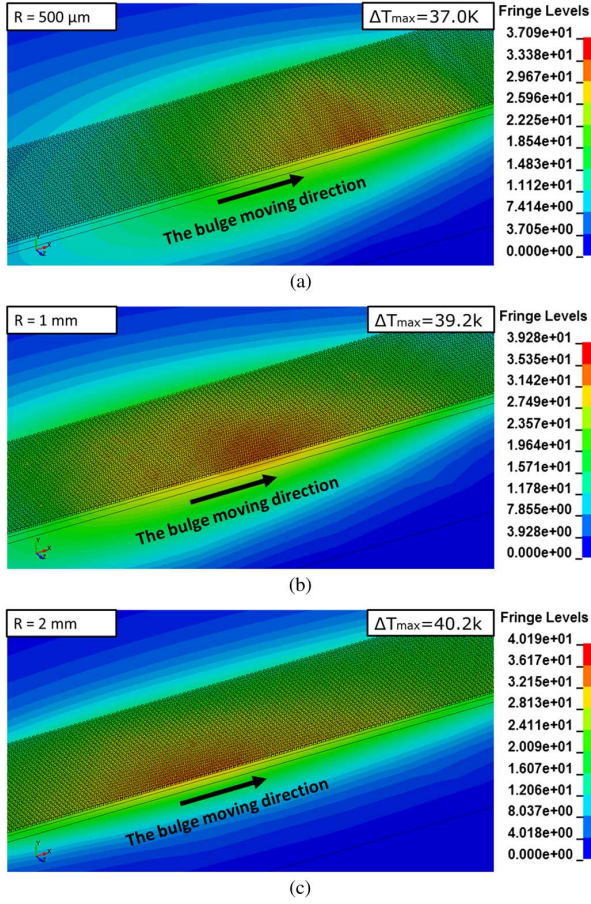 R = 500 µm
ΔTmax=37.0K
Fringe Levels
3.709e+01
3.338e+01
2.967e+01
2.596e+01
2.225e+01
1.854e+01
1.483e+01
1.112e+01
7.414e+00
3.705e+00
0.000e+00
The bulge moving direction
Y
X
Z
(a)
R = 1 mm
ΔTmax=39.2k
Fringe Levels
3.928e+01
3.535e+01
3.142e+01
2.749e+01
2.357e+01
1.964e+01
1.571e+01
1.178e+01
7.855e+00
3.928e+00
0.000e+00
The bulge moving direction
Y
X
Z
(b)
R = 2 mm
ΔTmax=40.2k
Fringe Levels
4.019e+01
3.617e+01
3.215e+01
2.813e+01
2.411e+01
2.009e+01
1.607e+01
1.206e+01
8.037e+00
4.018e+00
0.000e+00
The bulge moving direction
Y
X
Z
(c)